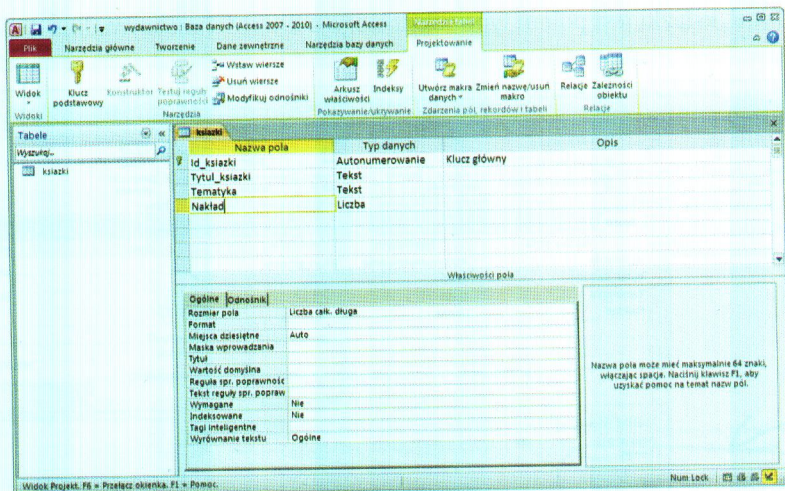 wydawnictwo : Baza danych (Access 2007 - 2010) - Microsoft Access
Narzędzia tabel
Plik Narzędzia główne Tworzenie Dane zewnętrzne Narzędzia bazy danych Projektowanie
Widok
Klucz podstawowy
Konstruktor
Testuj reguły poprawności
Wstaw wiersze
Usuń wiersze
Modyfikuj odnośniki
Arkusz właściwości
Indeksy
Utwórz makra danych
Zmień nazwę/usuń makro
Relacje
Zależności obiektu
Widoki Narzędzia Pokazywanie/ukrywanie Zdarzenia pól, rekordów i tabeli Relacje
Tabele
Wyszukaj...
ksiazki
ksiazki
Nazwa pola Typ danych Opis
Id_ksiazki Autonumerowanie Klucz główny
Tytul_ksiazki Tekst
Tematyka Tekst
Nakład Liczba
Właściwości pola
Ogólne Odnośnik
Rozmiar pola Liczba całk. długa
Format
Miejsca dziesiętne Auto
Maska wprowadzania
Tytuł
Wartość domyślna
Reguła spr. poprawnośc
Tekst reguły spr. popraw
Wymagane Nie
Indeksowane Nie
Tagi inteligentne
Wyrównanie tekstu Ogólne
Nazwa pola może mieć maksymalnie 64 znaki,
włączając spacje. Naciśnij klawisz F1, aby
uzyskać pomoc na temat nazw pól.
Widok Projekt. F6 = Przełącz okienka. F1 = Pomoc.
Num Lock